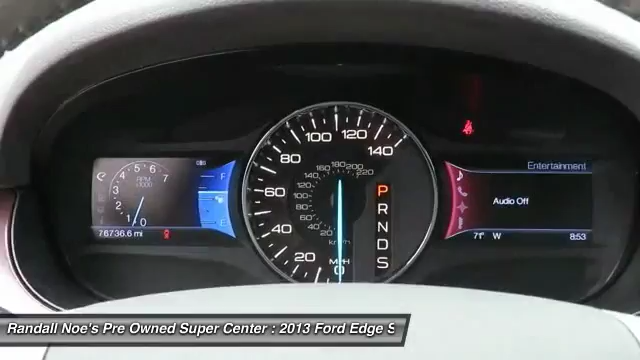 100 120
80 140
60
40
20
0
MPH
20 40 60 80 100 120 140 160 180 200 220
km/h
P
R
N
D
S
0 1 2 3 4 5 6 7
RPM
x1000
F
76736.6 mi
Entertainment
Audio Off
71° W 8:53
Randall Noe's Pre Owned Super Center : 2013 Ford Edge S